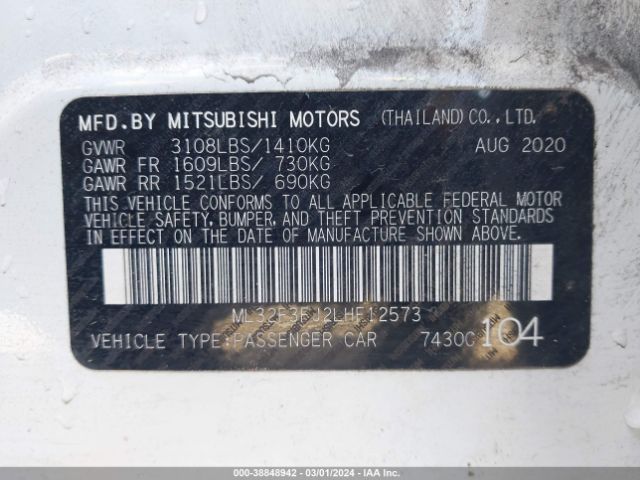 MFD.BY MITSUBISHI MOTORS (THAILAND)CO.,LTD.
GVWR 3108LBS/1410KG AUG 2020
GAWR FR 1609LBS/ 730KG
GAWR RR 1521LBS/ 690KG
THIS VEHICLE CONFORMS TO ALL APPLICABLE FEDERAL MOTOR
VEHICLE SAFETY, BUMPER, AND THEFT PREVENTION STANDARDS
IN EFFECT ON THE DATE OF MANUFACTURE SHOWN ABOVE.
ML32F3FJ2LHF12573
VEHICLE TYPE:PASSENGER CAR 7430C 104
000-38848942 / 03/01/2024 - IAA Inc.